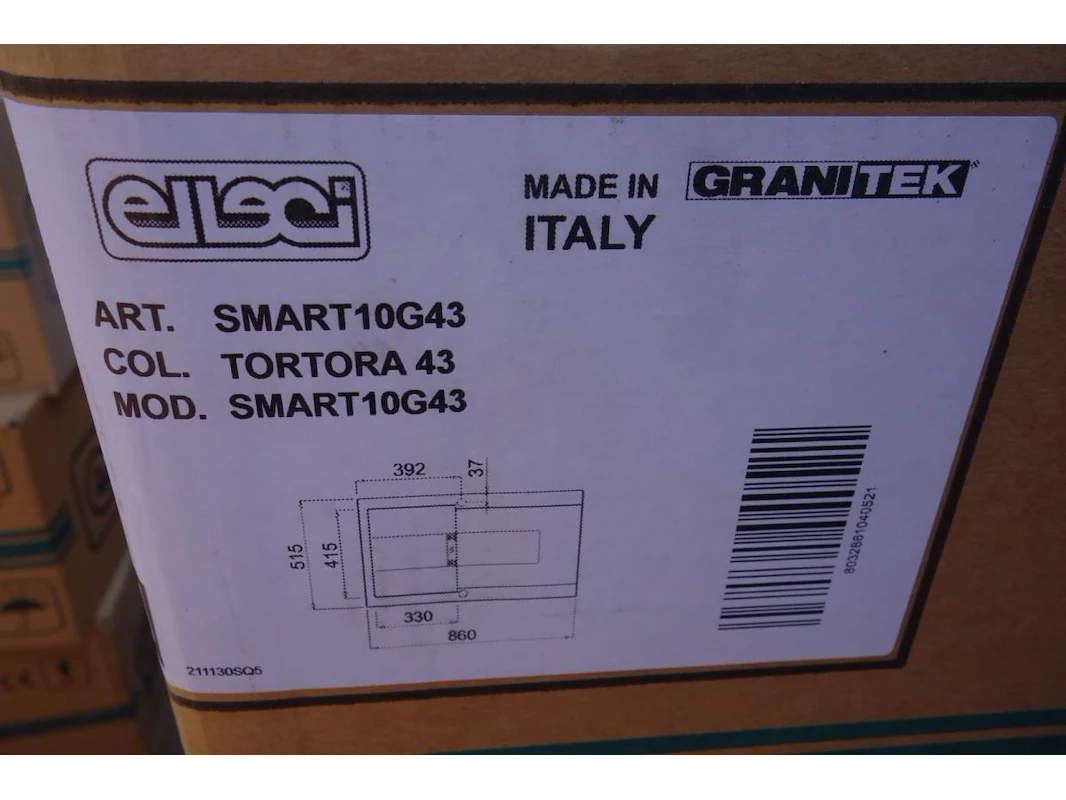 elleci
MADE IN
ITALY
GRANITEK
ART. SMART10G43
COL. TORTORA 43
MOD. SMART10G43
392
37
515
415
330
860
8032881040521
211130SQ5